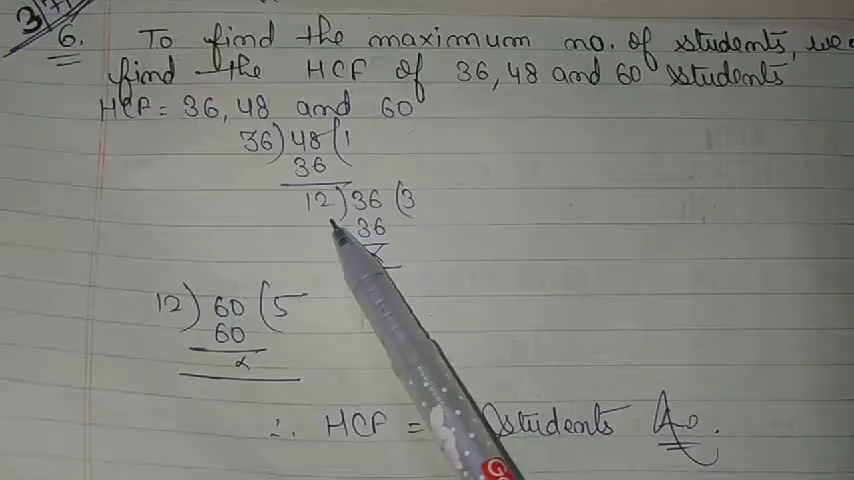 3
6. To find the maximum no. of students, we
find the HCF of 36, 48 and 60 students
HCF = 36, 48 and 60
36) 48 (1
36
12) 36 (3
36
×
12) 60 (5
60
×
∴ HCF = students